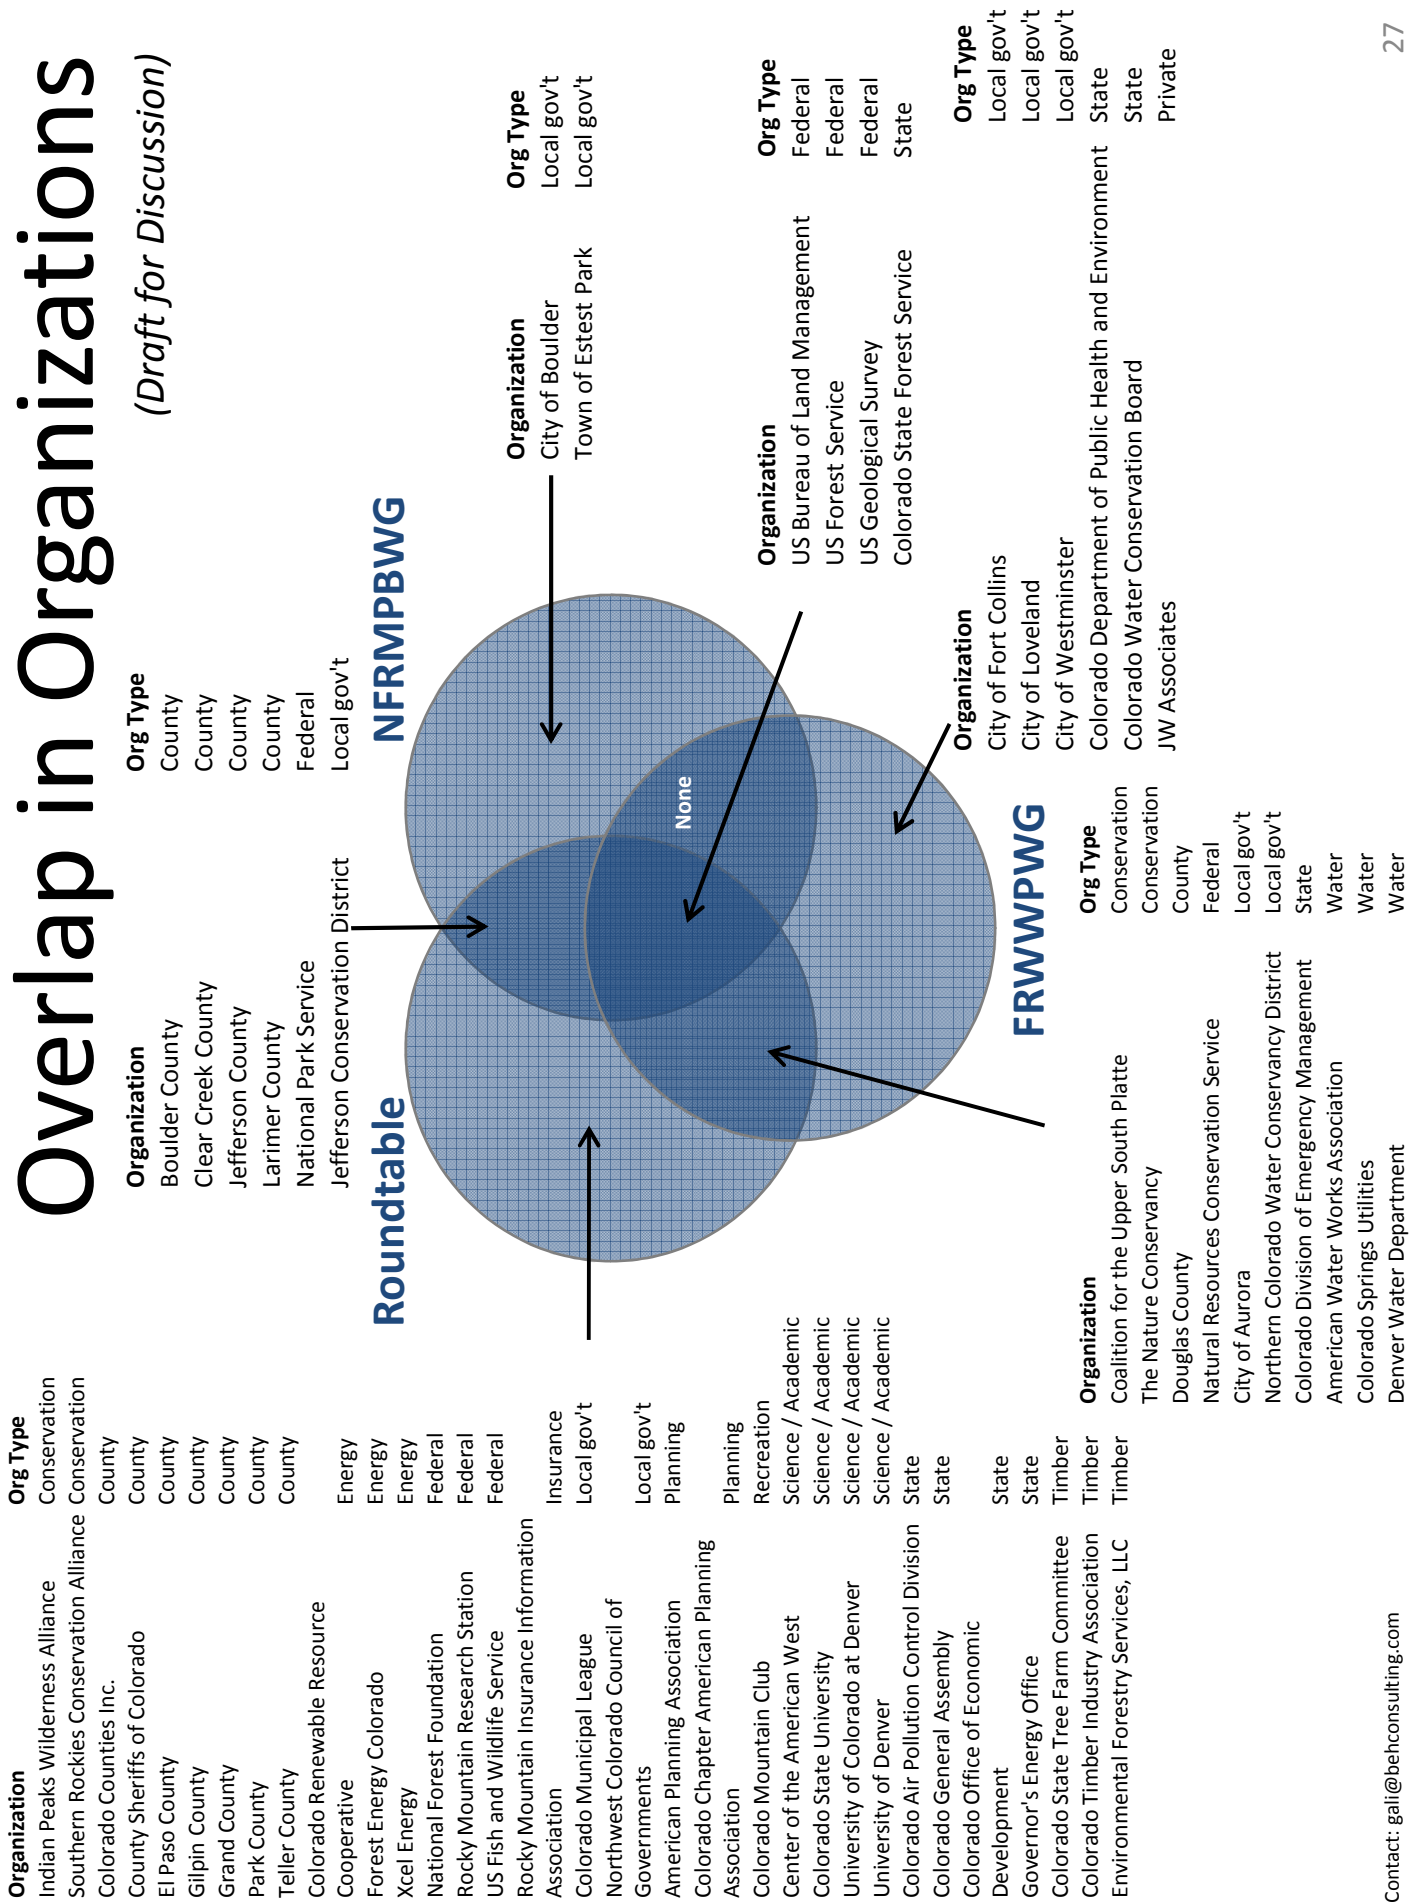 Overlap in Organizations
(Draft for Discussion)
Organization Org Type
Indian Peaks Wilderness Alliance Conservation
Southern Rockies Conservation Alliance Conservation
Colorado Counties Inc. County
County Sheriffs of Colorado County
El Paso County County
Gilpin County County
Grand County County
Park County County
Teller County County
Colorado Renewable Resource
Cooperative Energy
Forest Energy Colorado Energy
Xcel Energy Energy
National Forest Foundation Federal
Rocky Mountain Research Station Federal
US Fish and Wildlife Service Federal
Rocky Mountain Insurance Information
Association Insurance
Colorado Municipal League Local gov't
Northwest Colorado Council of
Governments Local gov't
American Planning Association Planning
Colorado Chapter American Planning
Association Planning
Colorado Mountain Club Recreation
Center of the American West Science / Academic
Colorado State University Science / Academic
University of Colorado at Denver Science / Academic
University of Denver Science / Academic
Colorado Air Pollution Control Division State
Colorado General Assembly State
Colorado Office of Economic
Development State
Governor's Energy Office State
Colorado State Tree Farm Committee Timber
Colorado Timber Industry Association Timber
Environmental Forestry Services, LLC Timber
Organization Org Type
Boulder County County
Clear Creek County County
Jefferson County County
Larimer County County
National Park Service Federal
Jefferson Conservation District Local gov't
Roundtable
NFRMPBWG
None
FRWWPWG
Organization Org Type
City of Boulder Local gov't
Town of Estest Park Local gov't
Organization Org Type
US Bureau of Land Management Federal
US Forest Service Federal
US Geological Survey Federal
Colorado State Forest Service State
Organization Org Type
City of Fort Collins Local gov't
City of Loveland Local gov't
City of Westminster Local gov't
Colorado Department of Public Health and Environment State
Colorado Water Conservation Board State
JW Associates Private
Organization Org Type
Coalition for the Upper South Platte Conservation
The Nature Conservancy Conservation
Douglas County County
Natural Resources Conservation Service Federal
City of Aurora Local gov't
Northern Colorado Water Conservancy District Local gov't
Colorado Division of Emergency Management State
American Water Works Association Water
Colorado Springs Utilities Water
Denver Water Department Water
Contact: gali@behconsulting.com
27